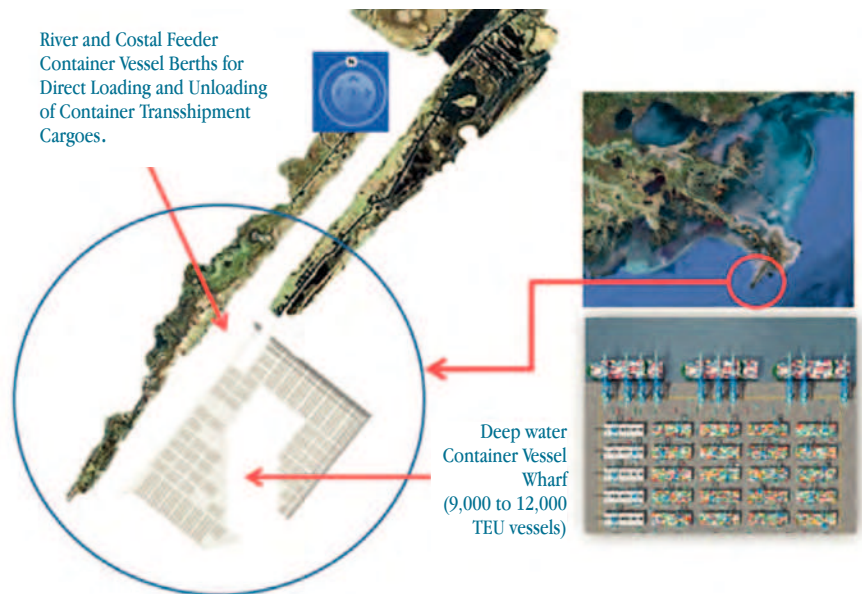 River and Costal Feeder
Container Vessel Berths for
Direct Loading and Unloading
of Container Transshipment
Cargoes.
N
Deep water
Container Vessel
Wharf
(9,000 to 12,000
TEU vessels)